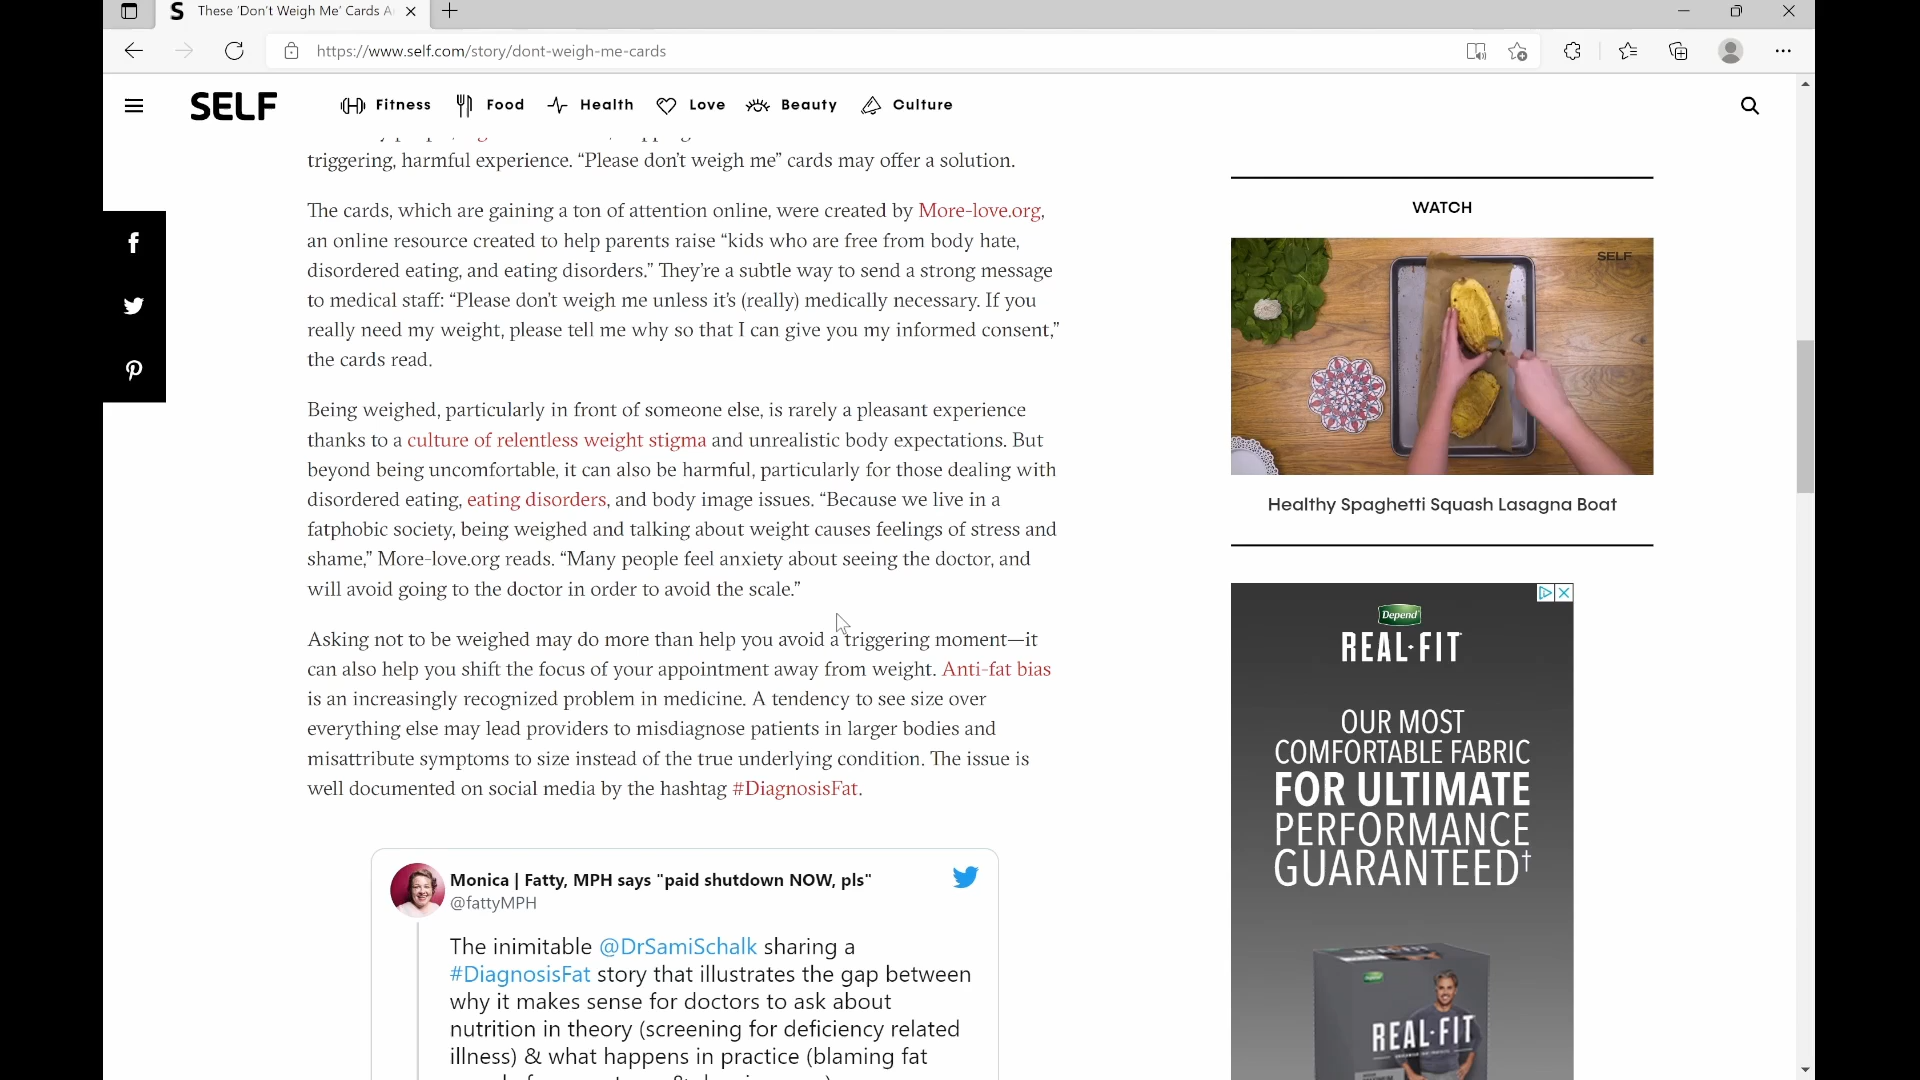 These 'Don't Weigh Me' Cards A
https://www.self.com/story/dont-weigh-me-cards
SELF
Fitness
Food
Health
Love
Beauty
Culture
triggering, harmful experience. “Please don’t weigh me” cards may offer a solution.
The cards, which are gaining a ton of attention online, were created by More-love.org,
an online resource created to help parents raise “kids who are free from body hate,
disordered eating, and eating disorders.” They’re a subtle way to send a strong message
to medical staff: “Please don’t weigh me unless it’s (really) medically necessary. If you
really need my weight, please tell me why so that I can give you my informed consent,”
the cards read.
Being weighed, particularly in front of someone else, is rarely a pleasant experience
thanks to a culture of relentless weight stigma and unrealistic body expectations. But
beyond being uncomfortable, it can also be harmful, particularly for those dealing with
disordered eating, eating disorders, and body image issues. “Because we live in a
fatphobic society, being weighed and talking about weight causes feelings of stress and
shame,” More-love.org reads. “Many people feel anxiety about seeing the doctor, and
will avoid going to the doctor in order to avoid the scale.”
Asking not to be weighed may do more than help you avoid a triggering moment—it
can also help you shift the focus of your appointment away from weight. Anti-fat bias
is an increasingly recognized problem in medicine. A tendency to see size over
everything else may lead providers to misdiagnose patients in larger bodies and
misattribute symptoms to size instead of the true underlying condition. The issue is
well documented on social media by the hashtag #DiagnosisFat.
Monica | Fatty, MPH says "paid shutdown NOW, pls"
@fattyMPH
The inimitable @DrSamiSchalk sharing a
#DiagnosisFat story that illustrates the gap between
why it makes sense for doctors to ask about
nutrition in theory (screening for deficiency related
illness) & what happens in practice (blaming fat
WATCH
SELF
Healthy Spaghetti Squash Lasagna Boat
Depend
REAL·FIT
OUR MOST
COMFORTABLE FABRIC
FOR ULTIMATE
PERFORMANCE
GUARANTEED†
Depend
REAL·FIT